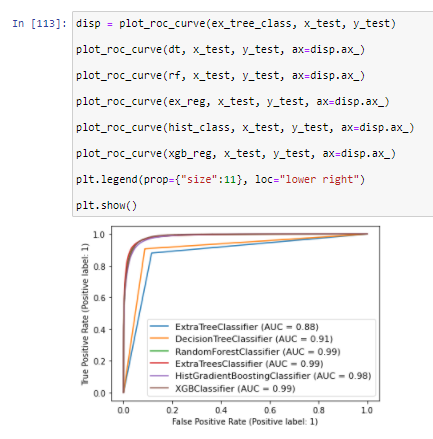 In [113]: disp = plot_roc_curve(ex_tree_class, x_test, y_test)
plot_roc_curve(dt, x_test, y_test, ax=disp.ax_)
plot_roc_curve(rf, x_test, y_test, ax=disp.ax_)
plot_roc_curve(ex_reg, x_test, y_test, ax=disp.ax_)
plot_roc_curve(hist_class, x_test, y_test, ax=disp.ax_)
plot_roc_curve(xgb_reg, x_test, y_test, ax=disp.ax_)
plt.legend(prop={"size":11}, loc="lower right")
plt.show()
True Positive Rate (Positive label: 1)
1.0
0.8
0.6
0.4
0.2
0.0
ExtraTreeClassifier (AUC = 0.88)
DecisionTreeClassifier (AUC = 0.91)
RandomForestClassifier (AUC = 0.99)
ExtraTreesClassifier (AUC = 0.99)
HistGradientBoostingClassifier (AUC = 0.98)
XGBClassifier (AUC = 0.99)
0.0 0.2 0.4 0.6 0.8 1.0
False Positive Rate (Positive label: 1)